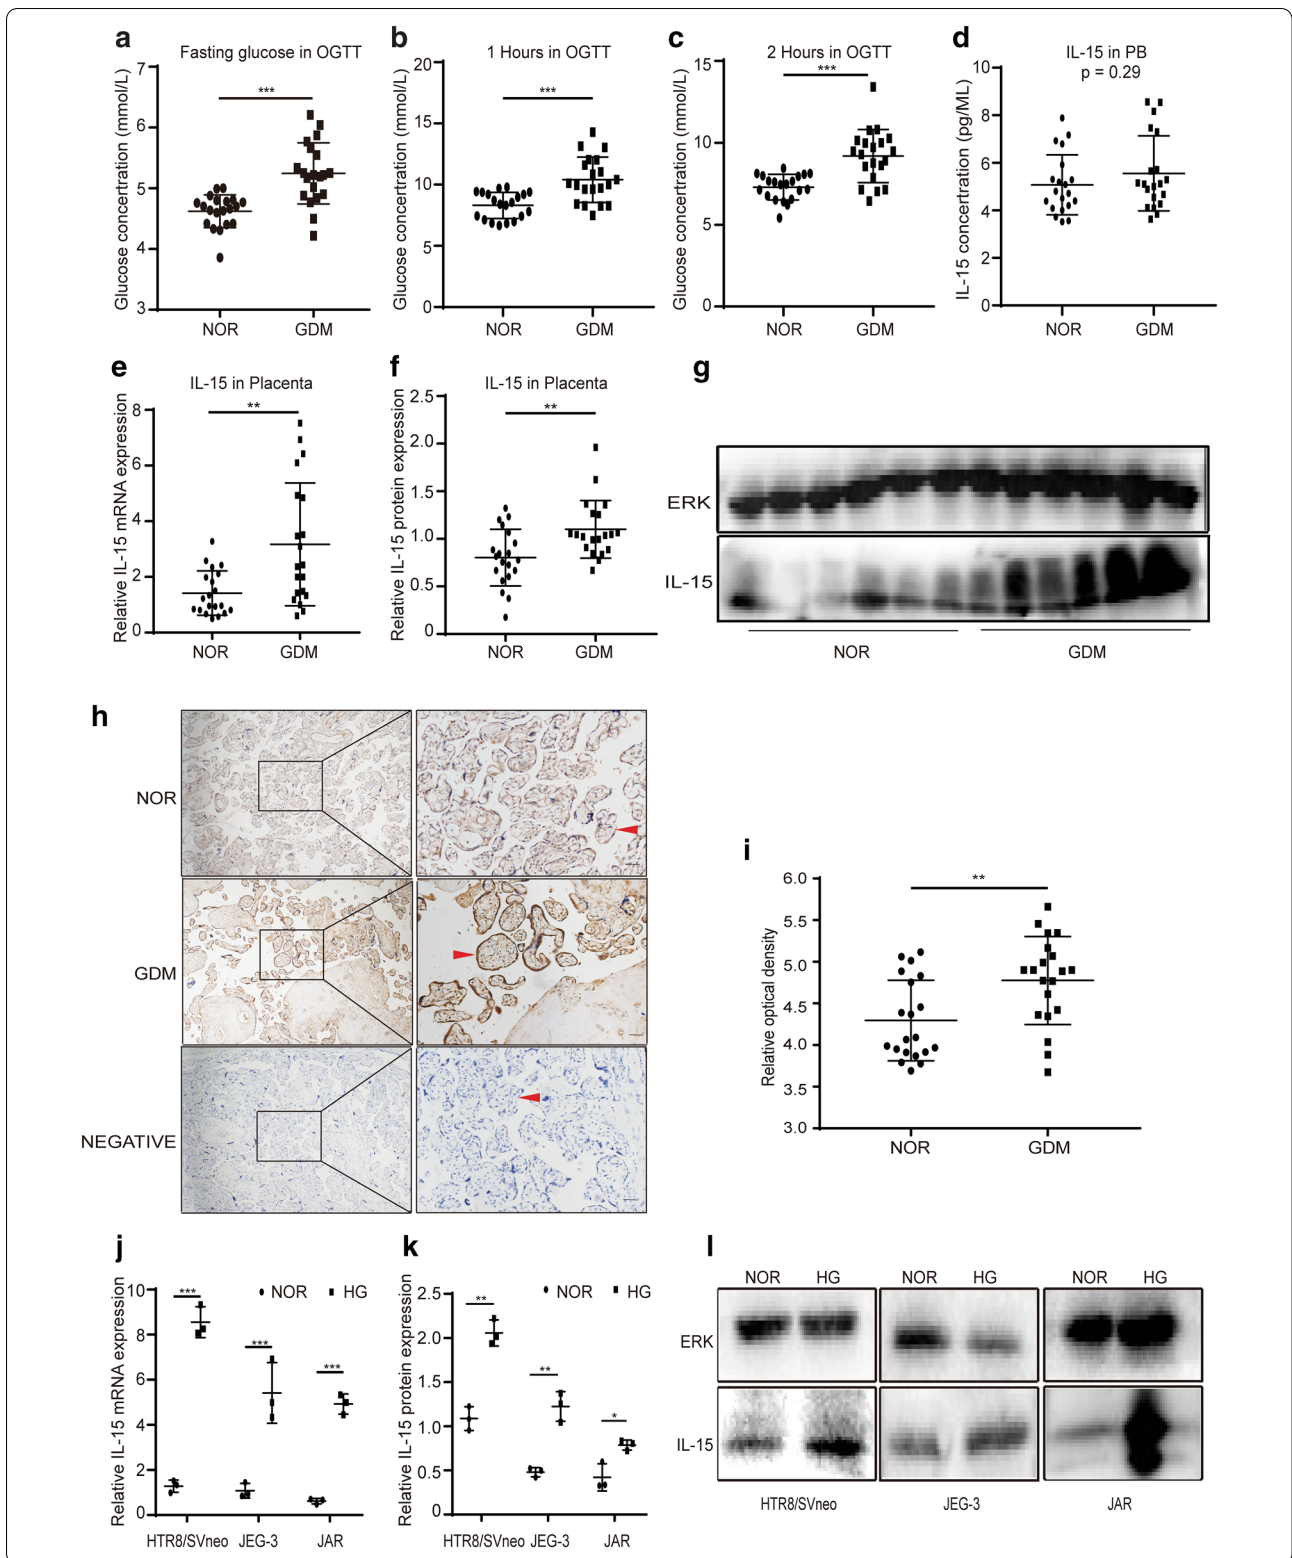 a
Fasting glucose in OGTT
Glucose concertration (mmol/L)
7
6
5
4
3
***
NOR
GDM
b
1 Hours in OGTT
Glucose concertration (mmol/L)
20
15
10
5
0
***
NOR
GDM
c
2 Hours in OGTT
Glucose concertration (mmol/L)
15
10
5
0
***
NOR
GDM
d
IL-15 in PB
p = 0.29
IL-15 concertration (pg/ML)
10
8
6
4
2
0
NOR
GDM
e
IL-15 in Placenta
Relative IL-15 mRNA expression
8
6
4
2
0
**
NOR
GDM
f
IL-15 in Placenta
Relative IL-15 protein expression
2.5
2.0
1.5
1.0
0.5
0
**
NOR
GDM
g
ERK
IL-15
NOR
GDM
h
NOR
GDM
NEGATIVE
i
Relative optical density
6.0
5.5
5.0
4.5
4.0
3.5
3.0
**
NOR
GDM
j
Relative IL-15 mRNA expression
10
8
6
4
2
0
NOR
HG
***
***
***
HTR8/SVneo
JEG-3
JAR
k
Relative IL-15 protein expression
2.5
2.0
1.5
1.0
0.5
0
NOR
HG
**
**
*
HTR8/SVneo
JEG-3
JAR
l
NOR
HG
NOR
HG
NOR
HG
ERK
IL-15
HTR8/SVneo
JEG-3
JAR